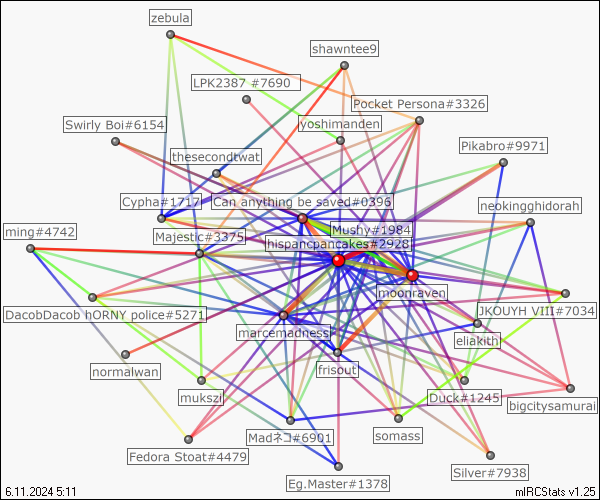 zebula
shawntee9
LPK2387 #7690
Pocket Persona#3326
Swirly Boi#6154
yoshimanden
Pikabro#9971
thesecondtwat
Cypha#1717
Can anything be saved#0396
neokingghidorah
ming#4742
Majestic#3375
Mushy#1984
hispancpancakes#2928
moonraven
DacobDacob hORNY police#5271
JKOUYH VIII#7034
marcemadness
eliakith
normalwan
frisout
mukszi
Duck#1245
bigcitysamurai
Madネコ#6901
somass
Fedora Stoat#4479
Silver#7938
Eg.Master#1378
6.11.2024 5:11
mIRCStats v1.25